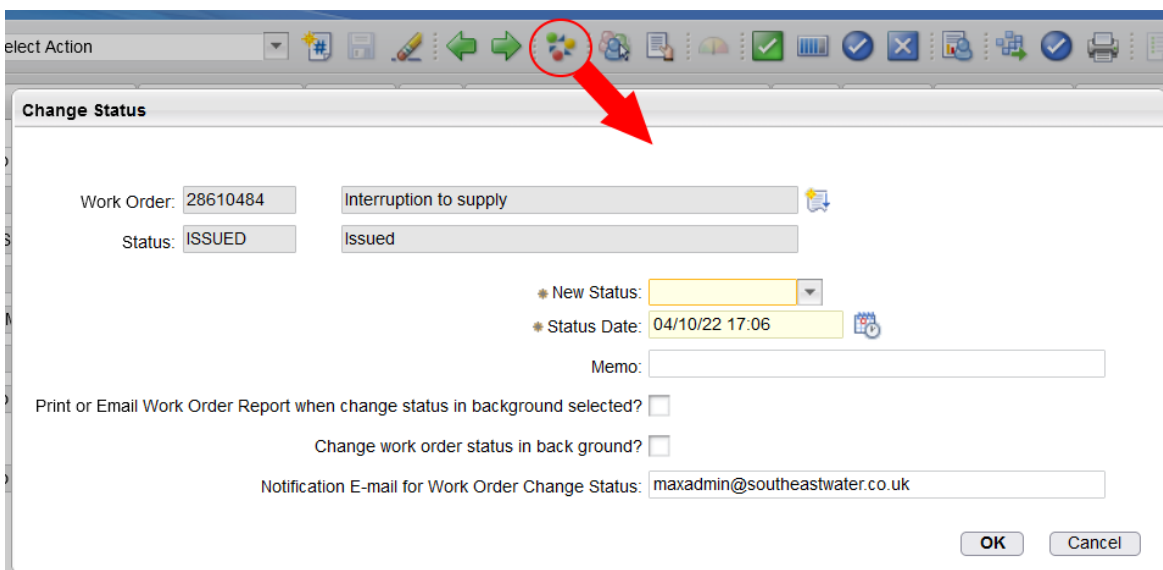 elect Action
Change Status
Work Order: 28610484 Interruption to supply
Status: ISSUED Issued
New Status:
Status Date: 04/10/22 17:06
Memo:
Print or Email Work Order Report when change status in background selected?
Change work order status in back ground?
Notification E-mail for Work Order Change Status: maxadmin@southeastwater.co.uk
OK Cancel